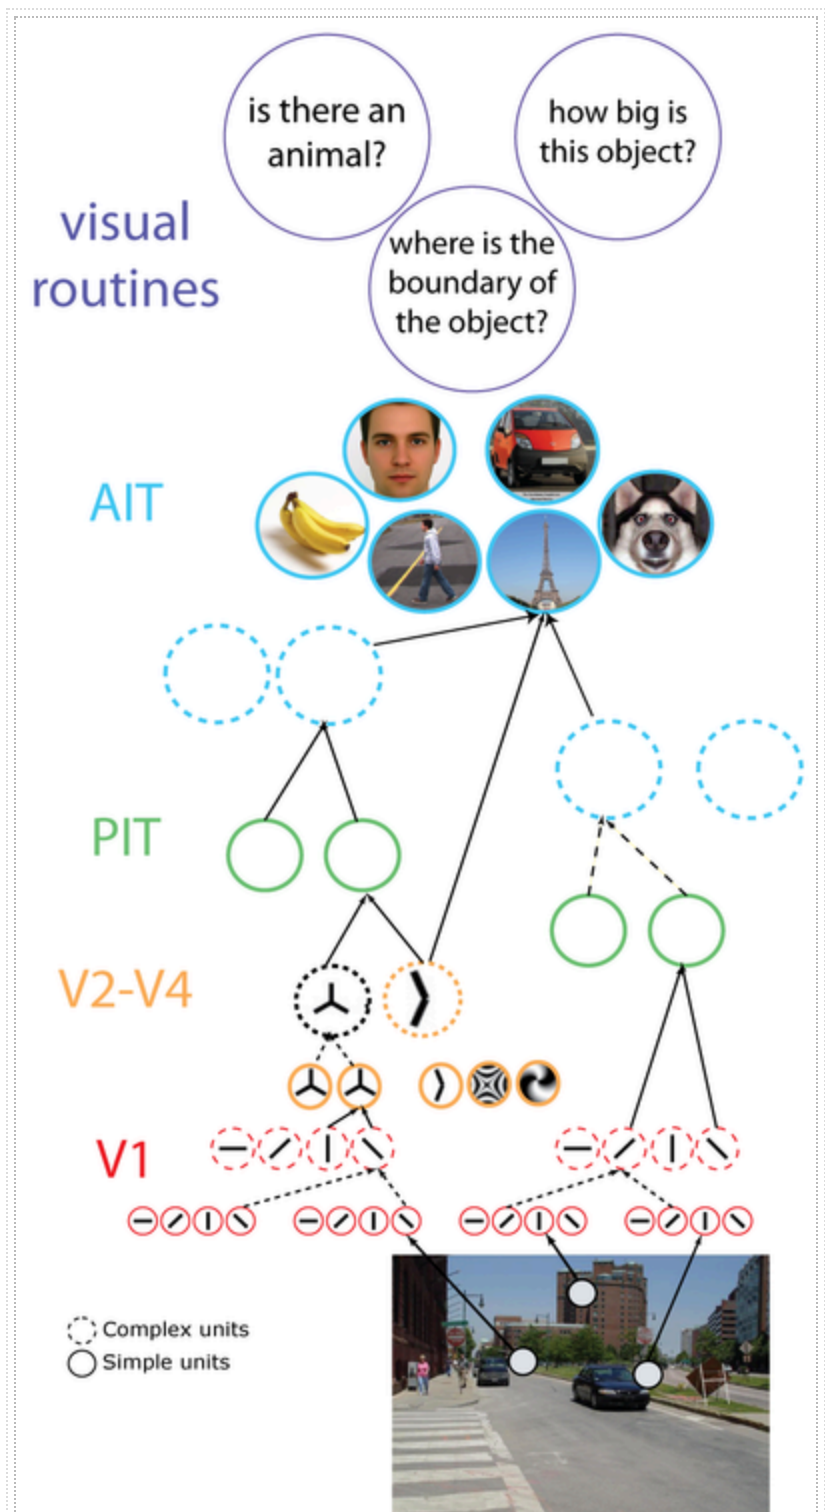 is there an
animal?
how big is
this object?
where is the
boundary of
the object?
visual
routines
AIT
PIT
V2-V4
V1
Complex units
Simple units